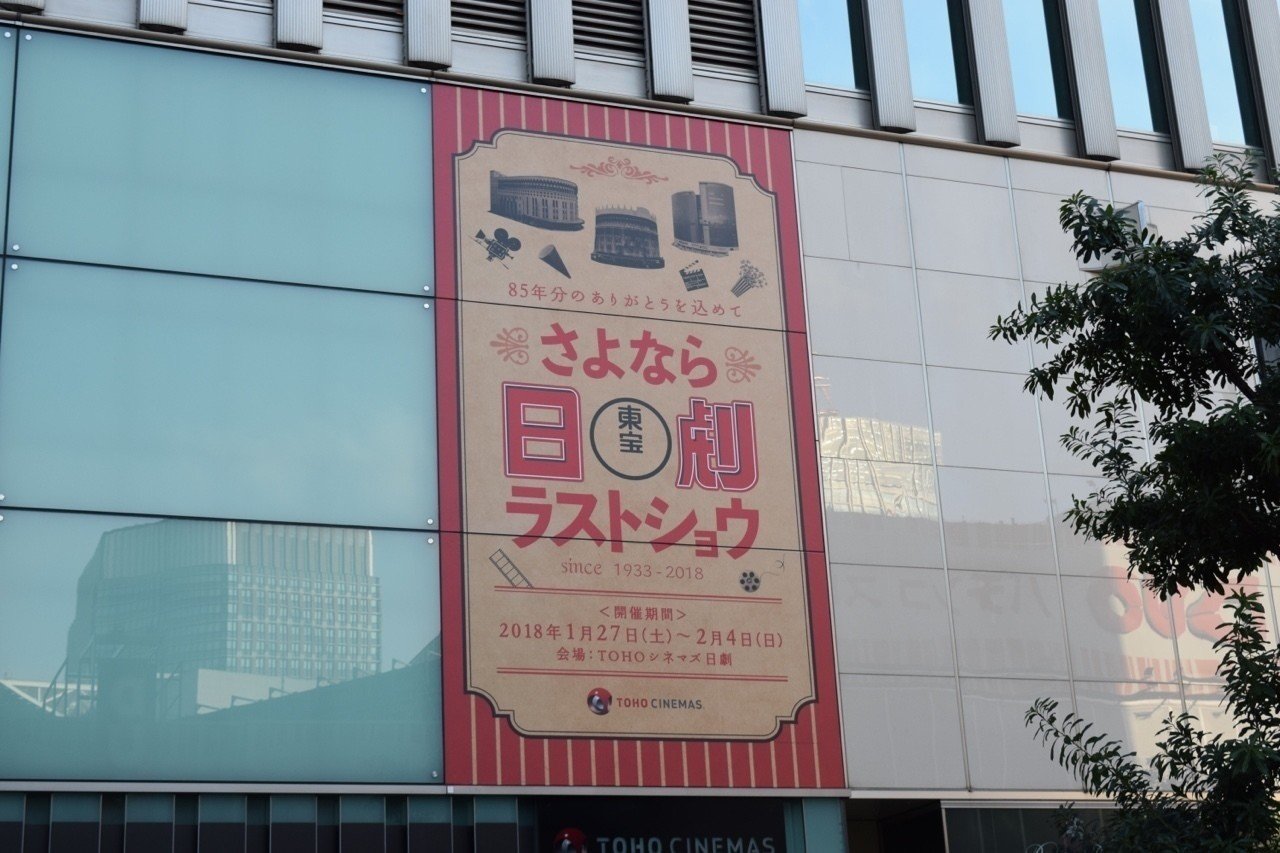 85年分のありがとうを込めて
さよなら
日東宝劇
ラストショウ
since 1933-2018
＜開催期間＞
2018年1月27日(土)～2月4日(日)
会場：TOHOシネマズ日劇
TOHO CINEMAS
TOHO CINEMAS